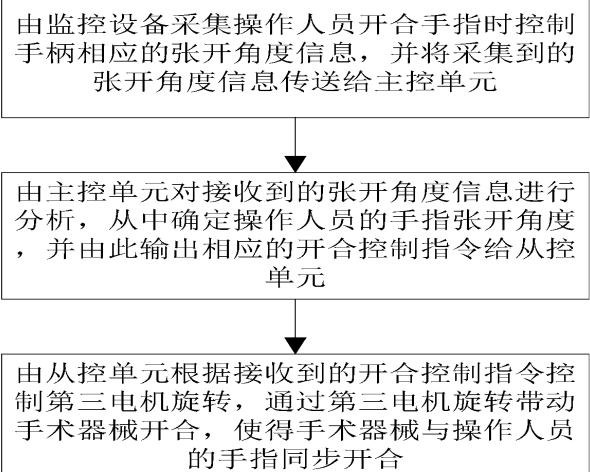 由监控设备采集操作人员开合手指时控制
手柄相应的张开角度信息，并将采集到的
张开角度信息传送给主控单元
由主控单元对接收到的张开角度信息进行
分析，从中确定操作人员的手指张开角度
，并由此输出相应的开合控制指令给从控
单元
由从控单元根据接收到的开合控制指令控
制第三电机旋转，通过第三电机旋转带动
手术器械开合，使得手术器械与操作人员
的手指同步开合